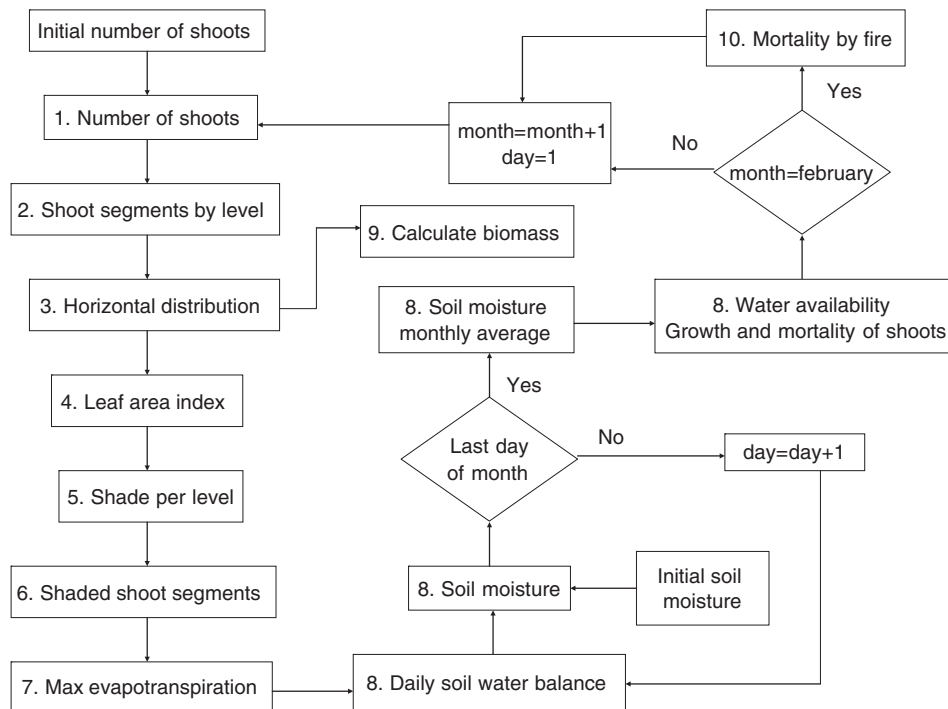 Initial number of shoots
1. Number of shoots
2. Shoot segments by level
3. Horizontal distribution
4. Leaf area index
5. Shade per level
6. Shaded shoot segments
7. Max evapotranspiration
8. Daily soil water balance
8. Soil moisture
Initial soil
moisture
Last day
of month
No
day=day+1
Yes
8. Soil moisture
monthly average
8. Water availability
Growth and mortality of shoots
month=february
Yes
10. Mortality by fire
No
month=month+1
day=1
9. Calculate biomass